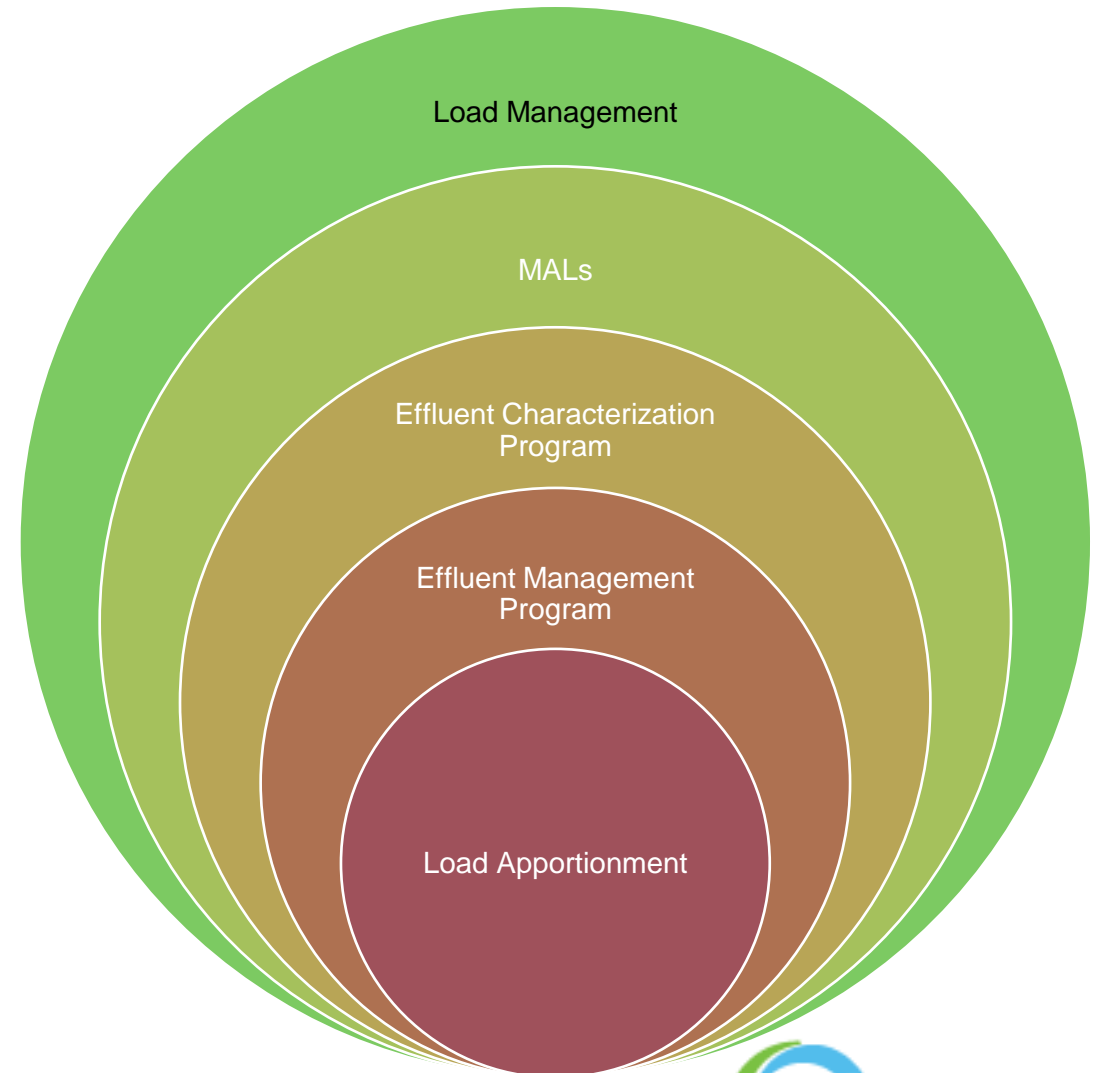 Load Management
MALs
Effluent Characterization
Program
Effluent Management
Program
Load Apportionment